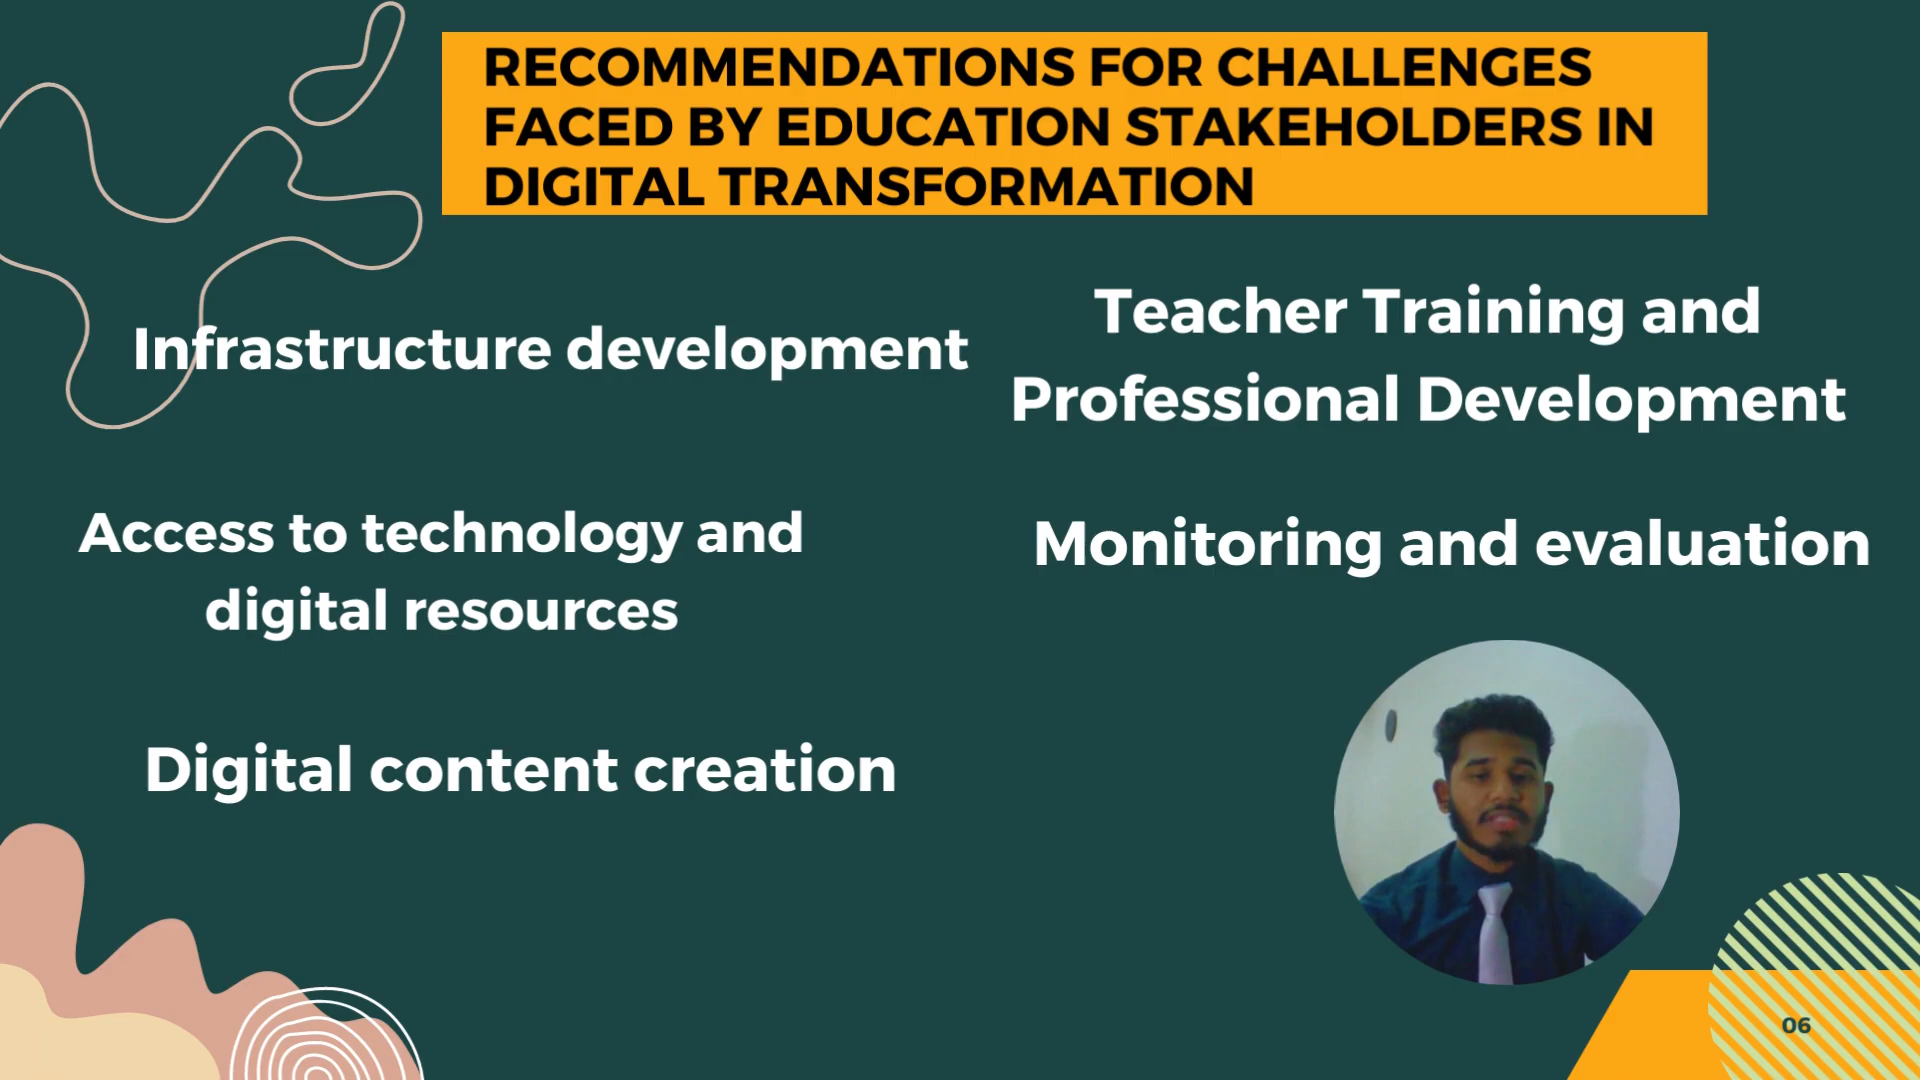 RECOMMENDATIONS FOR CHALLENGES
FACED BY EDUCATION STAKEHOLDERS IN
DIGITAL TRANSFORMATION
Infrastructure development
Teacher Training and
Professional Development
Access to technology and
digital resources
Monitoring and evaluation
Digital content creation
06